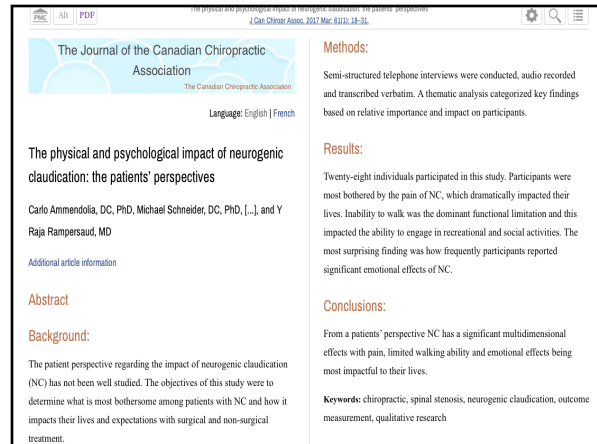 PMC
Alt
PDF
The physical and psychological impact of neurogenic claudication: the patients' perspectives
J Can Chiropr Assoc. 2017 Mar; 61(1): 18–31.
The Journal of the Canadian Chiropractic
Association
The Canadian Chiropractic Association
Language: English | French
The physical and psychological impact of neurogenic
claudication: the patients' perspectives
Carlo Ammendolia, DC, PhD, Michael Schneider, DC, PhD, [...], and Y
Raja Rampersaud, MD
Additional article information
Abstract
Background:
The patient perspective regarding the impact of neurogenic claudication
(NC) has not been well studied. The objectives of this study were to
determine what is most bothersome among patients with NC and how it
impacts their lives and expectations with surgical and non-surgical
treatment.
Methods:
Semi-structured telephone interviews were conducted, audio recorded
and transcribed verbatim. A thematic analysis categorized key findings
based on relative importance and impact on participants.
Results:
Twenty-eight individuals participated in this study. Participants were
most bothered by the pain of NC, which dramatically impacted their
lives. Inability to walk was the dominant functional limitation and this
impacted the ability to engage in recreational and social activities. The
most surprising finding was how frequently participants reported
significant emotional effects of NC.
Conclusions:
From a patients' perspective NC has a significant multidimensional
effects with pain, limited walking ability and emotional effects being
most impactful to their lives.
Keywords: chiropractic, spinal stenosis, neurogenic claudication, outcome
measurement, qualitative research